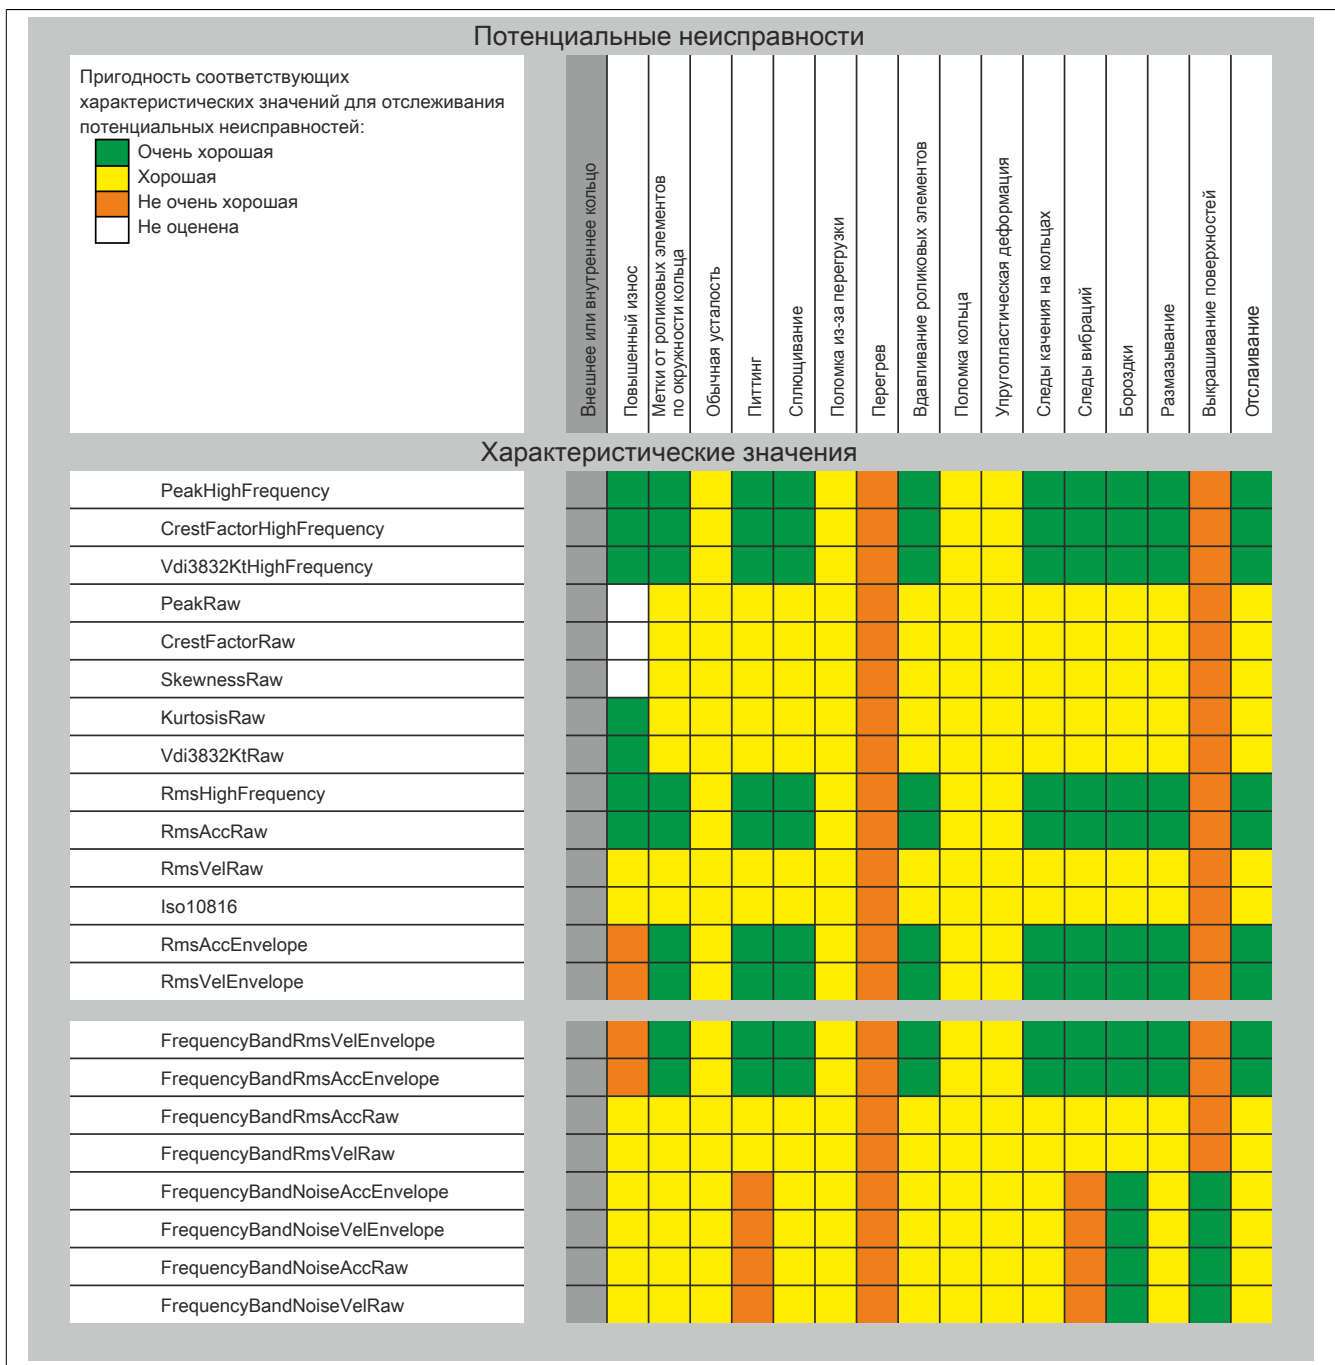 Потенциальные неисправности
Пригодность соответствующих
характеристических значений для отслеживания
потенциальных неисправностей:
Очень хорошая
Хорошая
Не очень хорошая
Не оценена
Внешнее или внутреннее кольцо
Повышенный износ
Метки от роликовых элементов
по окружности кольца
Обычная усталость
Питтинг
Сплющивание
Поломка из-за перегрузки
Перегрев
Вдавливание роликовых элементов
Поломка кольца
Упругопластическая деформация
Следы качения на кольцах
Следы вибраций
Бороздки
Размазывание
Выкрашивание поверхностей
Отслаивание
Характеристические значения
PeakHighFrequency
CrestFactorHighFrequency
Vdi3832KtHighFrequency
PeakRaw
CrestFactorRaw
SkewnessRaw
KurtosisRaw
Vdi3832KtRaw
RmsHighFrequency
RmsAccRaw
RmsVelRaw
Iso10816
RmsAccEnvelope
RmsVelEnvelope
FrequencyBandRmsVelEnvelope
FrequencyBandRmsAccEnvelope
FrequencyBandRmsAccRaw
FrequencyBandRmsVelRaw
FrequencyBandNoiseAccEnvelope
FrequencyBandNoiseVelEnvelope
FrequencyBandNoiseAccRaw
FrequencyBandNoiseVelRaw